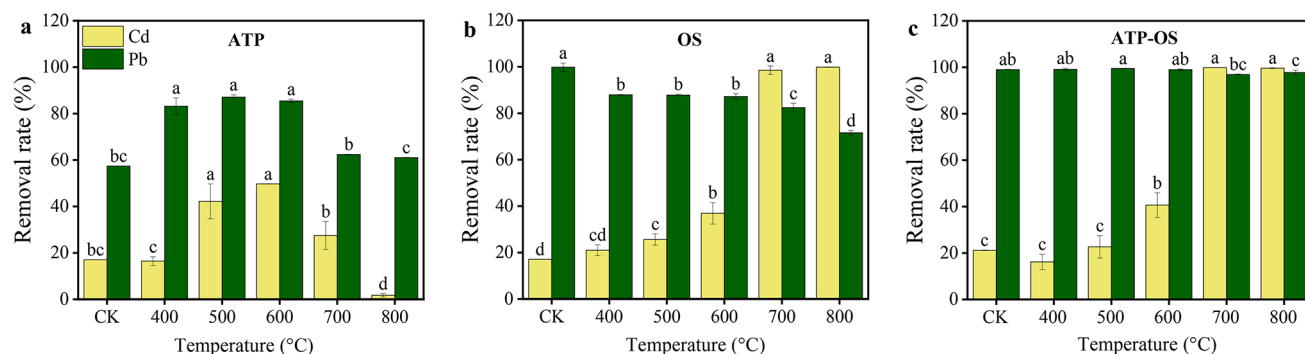 a
ATP
Cd
Pb
Removal rate (%)
120
100
80
60
40
20
0
bc bc c a a a a a b b d c
CK 400 500 600 700 800
Temperature (°C)
b
OS
Removal rate (%)
120
100
80
60
40
20
0
d a cd b c b b b a c a d
CK 400 500 600 700 800
Temperature (°C)
c
ATP-OS
Removal rate (%)
120
100
80
60
40
20
0
c ab c ab c a b ab a bc a c
CK 400 500 600 700 800
Temperature (°C)